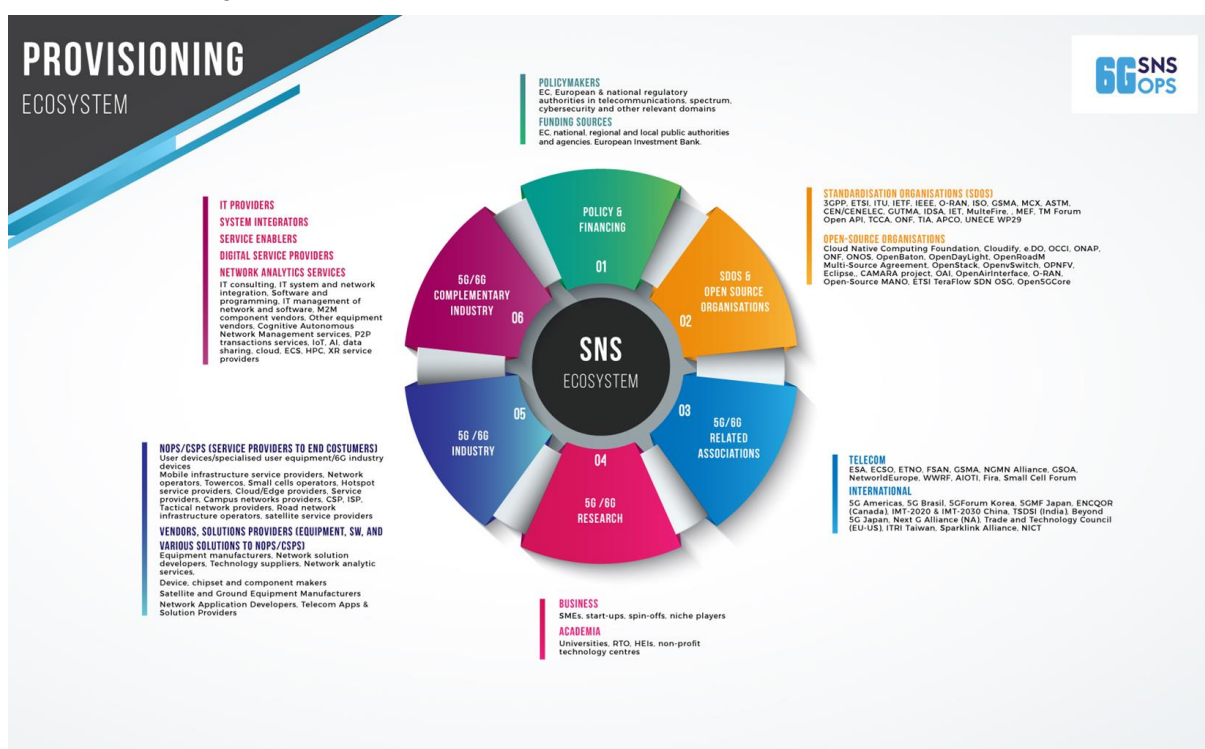 PROVISIONING
ECOSYSTEM
6G SNS
OPS
POLICYMAKERS
EC, European & national regulatory
authorities in telecommunications, spectrum,
cybersecurity and other relevant domains
FUNDING SOURCES
EC, national, regional and local public authorities
and agencies. European Investment Bank.
IT PROVIDERS
SYSTEM INTEGRATORS
SERVICE ENABLERS
DIGITAL SERVICE PROVIDERS
NETWORK ANALYTICS SERVICES
IT consulting, IT system and network
integration, Software and
programming, IT management of
network and software, M2M
component vendors, Other equipment
vendors, Cognitive Autonomous
Network Management services, P2P
transactions services, IoT, AI, data
sharing, cloud, ECS, HPC, XR service
providers
STANDARDISATION ORGANISATIONS (SDOS)
3GPP, ETSI, ITU, IETF, IEEE, O-RAN, ISO, GSMA, MCX, ASTM,
CEN/CENELEC, GUTMA, IDSA, IET, MulteFire, , MEF, TM Forum
Open API, TCCA, ONF, TIA, APCO, UNECE WP29
OPEN-SOURCE ORGANISATIONS
Cloud Native Computing Foundation, Cloudify, e.DO, OCCI, ONAP,
ONF, ONOS, OpenBaton, OpenDayLight, OpenRoadM
Multi-Source Agreement, OpenStack, OpenvSwitch, OPNFV,
Eclipse,, CAMARA project, OAI, OpenAirInterface, O-RAN,
Open-Source MANO, ETSI TeraFlow SDN OSG, Open5GCore
POLICY &
FINANCING
01
SDOS &
OPEN SOURCE
ORGANISATIONS
02
5G/6G
COMPLEMENTARY
INDUSTRY
06
SNS
ECOSYSTEM
05
5G /6G
INDUSTRY
03
5G/6G
RELATED
ASSOCIATIONS
04
5G /6G
RESEARCH
NOPS/CSPS (SERVICE PROVIDERS TO END COSTUMERS)
User devices/specialised user equipment/6G industry
devices
Mobile infrastructure service providers, Network
operators, Towercos, Small cells operators, Hotspot
service providers, Cloud/Edge providers, Service
providers, Campus networks providers, CSP, ISP,
Tactical network providers, Road network
infrastructure operators, satellite service providers
VENDORS, SOLUTIONS PROVIDERS (EQUIPMENT, SW, AND
VARIOUS SOLUTIONS TO NOPS/CSPS)
Equipment manufacturers, Network solution
developers, Technology suppliers, Network analytic
services,
Device, chipset and component makers
Satellite and Ground Equipment Manufacturers
Network Application Developers, Telecom Apps &
Solution Providers
TELECOM
ESA, ECSO, ETNO, FSAN, GSMA, NGMN Alliance, GSOA,
NetworldEurope, WWRF, AIOTI, Fira, Small Cell Forum
INTERNATIONAL
5G Americas, 5G Brasil, 5GForum Korea, 5GMF Japan, ENCQOR
(Canada), IMT-2020 & IMT-2030 China, TSDSI (India), Beyond
5G Japan, Next G Alliance (NA), Trade and Technology Council
(EU-US), ITRI Taiwan, Sparklink Alliance, NICT
BUSINESS
SMEs, start-ups, spin-offs, niche players
ACADEMIA
Universities, RTO, HEIs, non-profit
technology centres